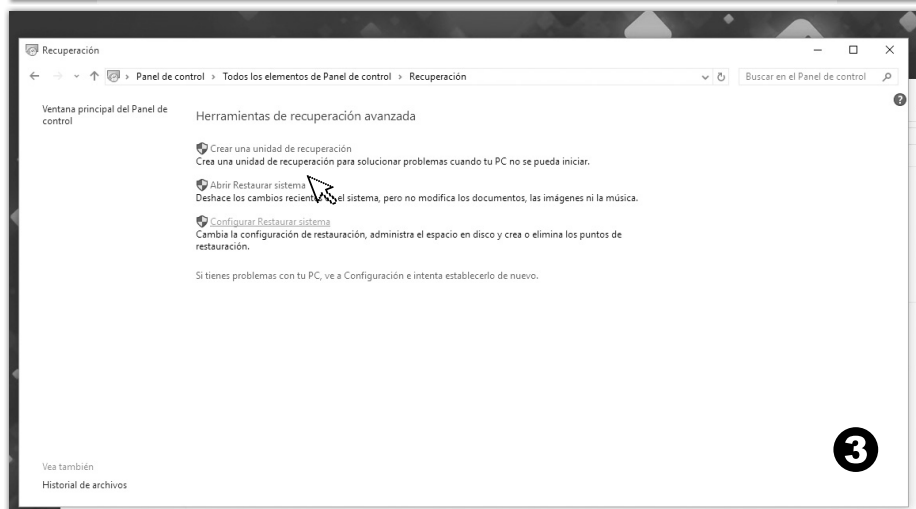 Recuperación
Panel de control > Todos los elementos de Panel de control > Recuperación
Buscar en el Panel de control
Ventana principal del Panel de
control
Herramientas de recuperación avanzada
Crear una unidad de recuperación
Crea una unidad de recuperación para solucionar problemas cuando tu PC no se pueda iniciar.
Abrir Restaurar sistema
Deshace los cambios recientes el sistema, pero no modifica los documentos, las imágenes ni la música.
Configurar Restaurar sistema
Cambia la configuración de restauración, administra el espacio en disco y crea o elimina los puntos de
restauración.
Si tienes problemas con tu PC, ve a Configuración e intenta establecerlo de nuevo.
3
Vea también
Historial de archivos